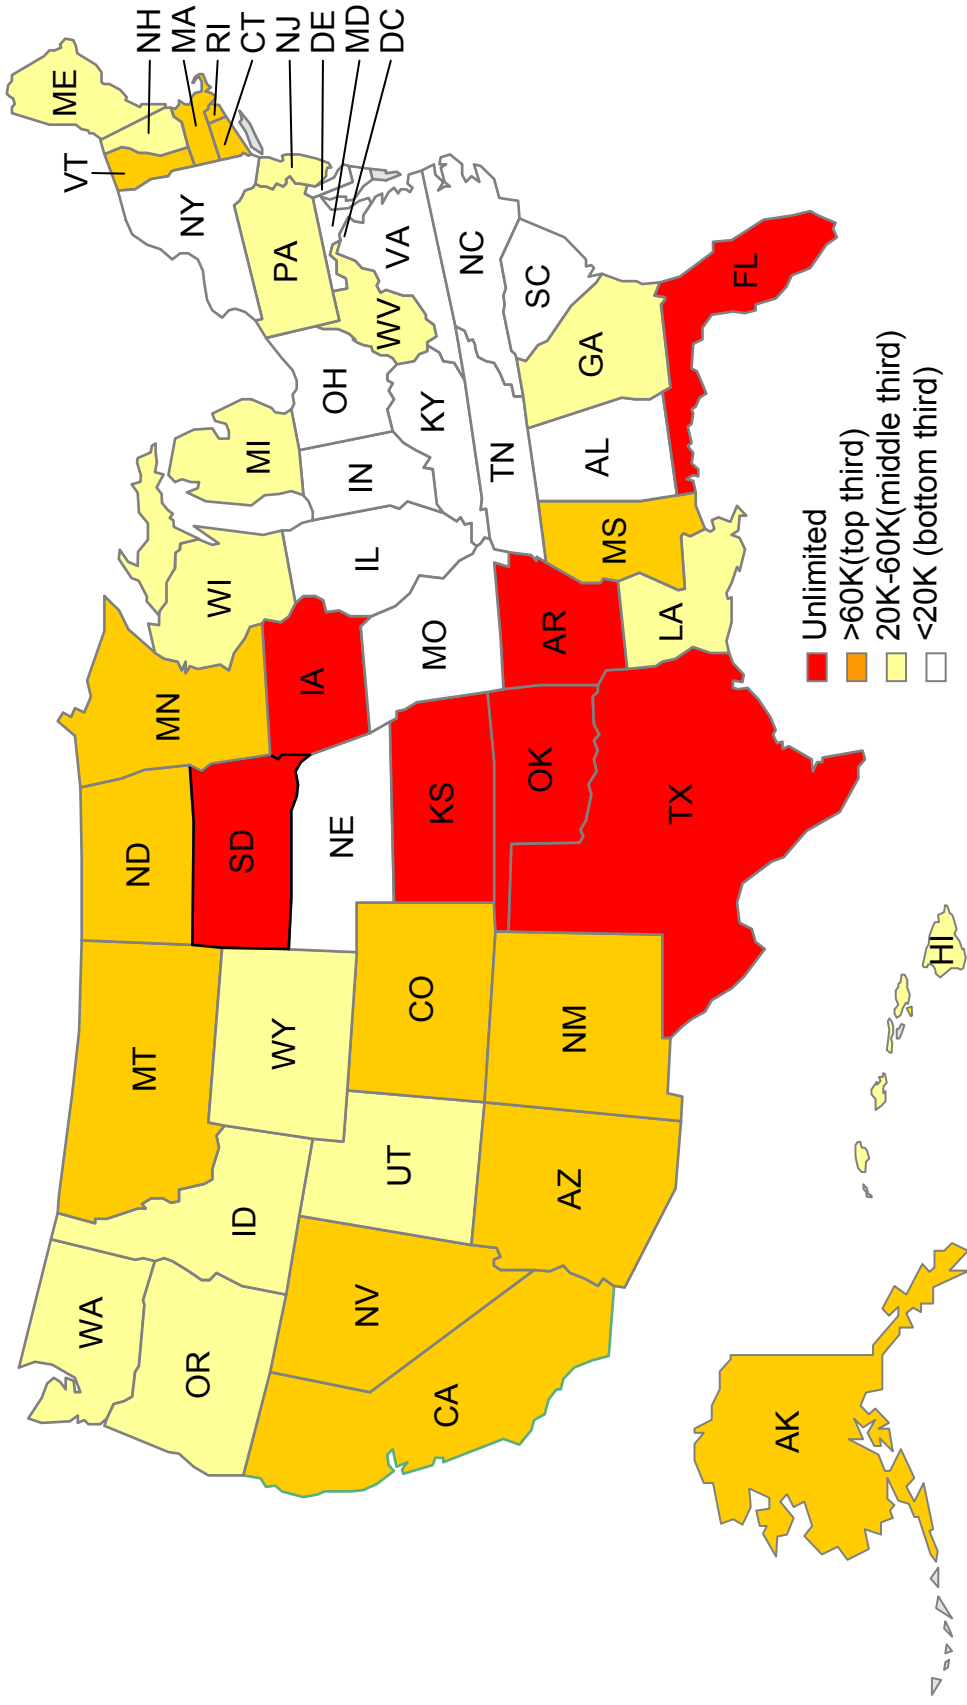 WA
MT
ND
MN
ME
VT
NH
MA
RI
CT
NJ
DE
MD
DC
OR
ID
WY
SD
WI
MI
NY
PA
NV
UT
CO
NE
IA
IL
IN
OH
WV
VA
CA
KS
MO
KY
NC
AZ
NM
OK
AR
TN
SC
TX
LA
MS
AL
GA
FL
AK
HI
Unlimited
>60K(top third)
20K-60K(middle third)
<20K (bottom third)